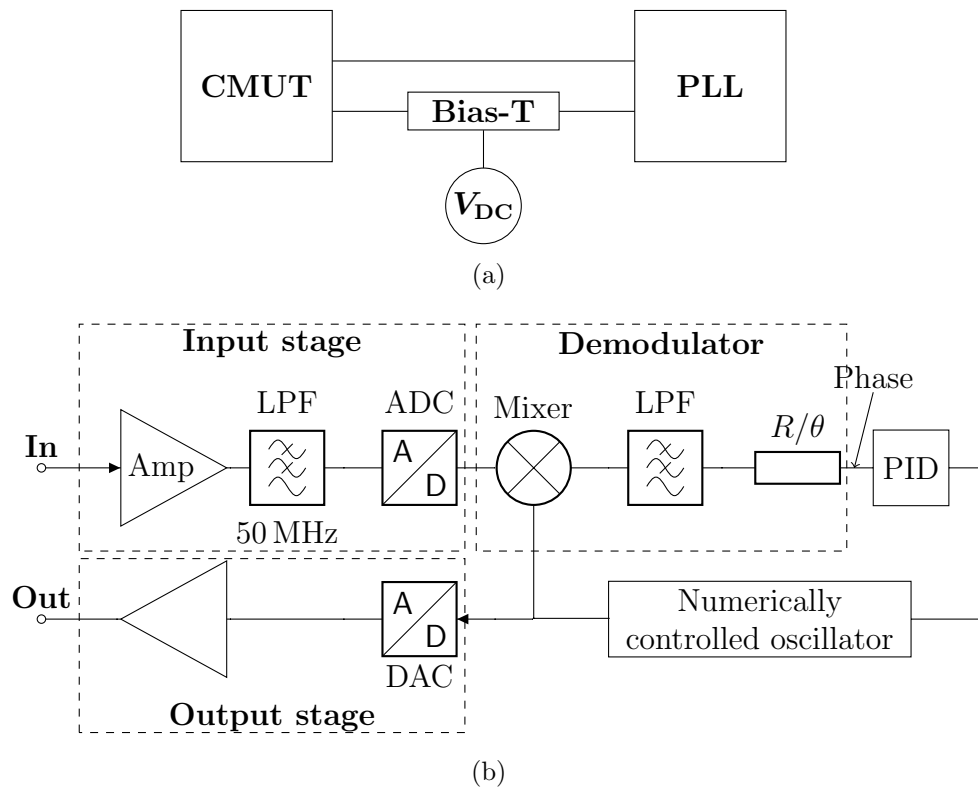 CMUT
PLL
Bias-T
V_DC
(a)
Input stage
Demodulator
LPF
ADC
Mixer
LPF
R/θ
Phase
In
Amp
A
D
PID
50 MHz
Out
A
D
Numerically
controlled oscillator
DAC
Output stage
(b)